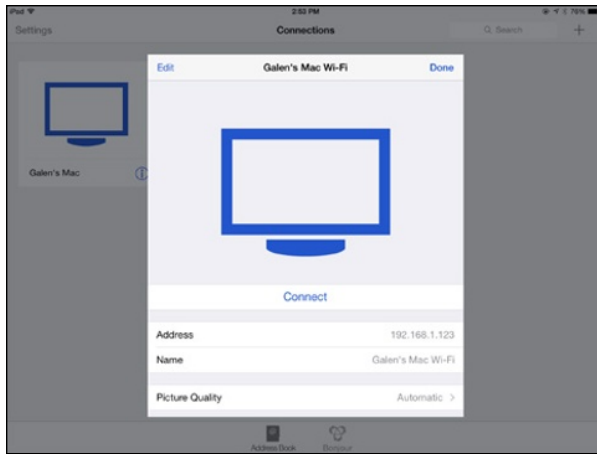 iPad
2:52 PM
76%
Settings
Connections
Search
Edit
Galen's Mac Wi-Fi
Done
Galen's Mac
Connect
Address 192.168.1.123
Name Galen's Mac Wi-Fi
Picture Quality Automatic
Address Book
Bonjour